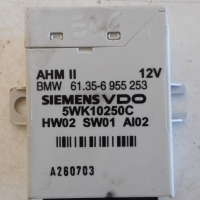 AHM II 12V
BMW 61.35-6 955 253
SIEMENS VDO
5WK10250C
HW02 SW01 AI02
A260703